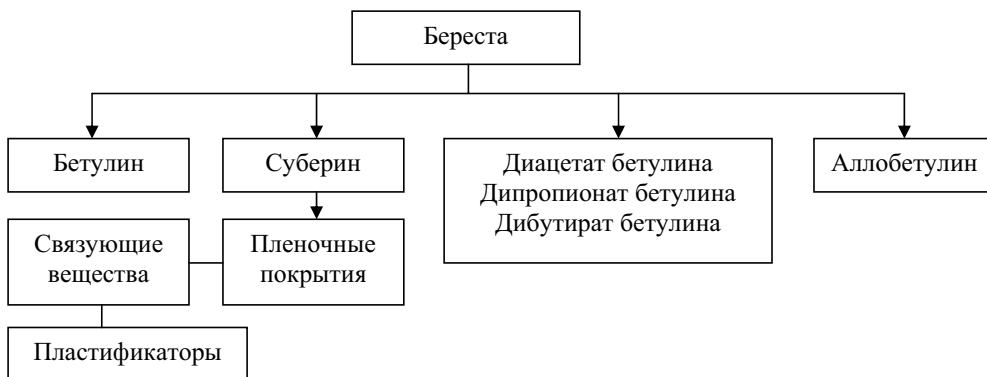 Береста
Бетулин
Суберин
Диацетат бетулина
Дипропионат бетулина
Дибутират бетулина
Аллобетулин
Связующие
вещества
Пленочные
покрытия
Пластификаторы